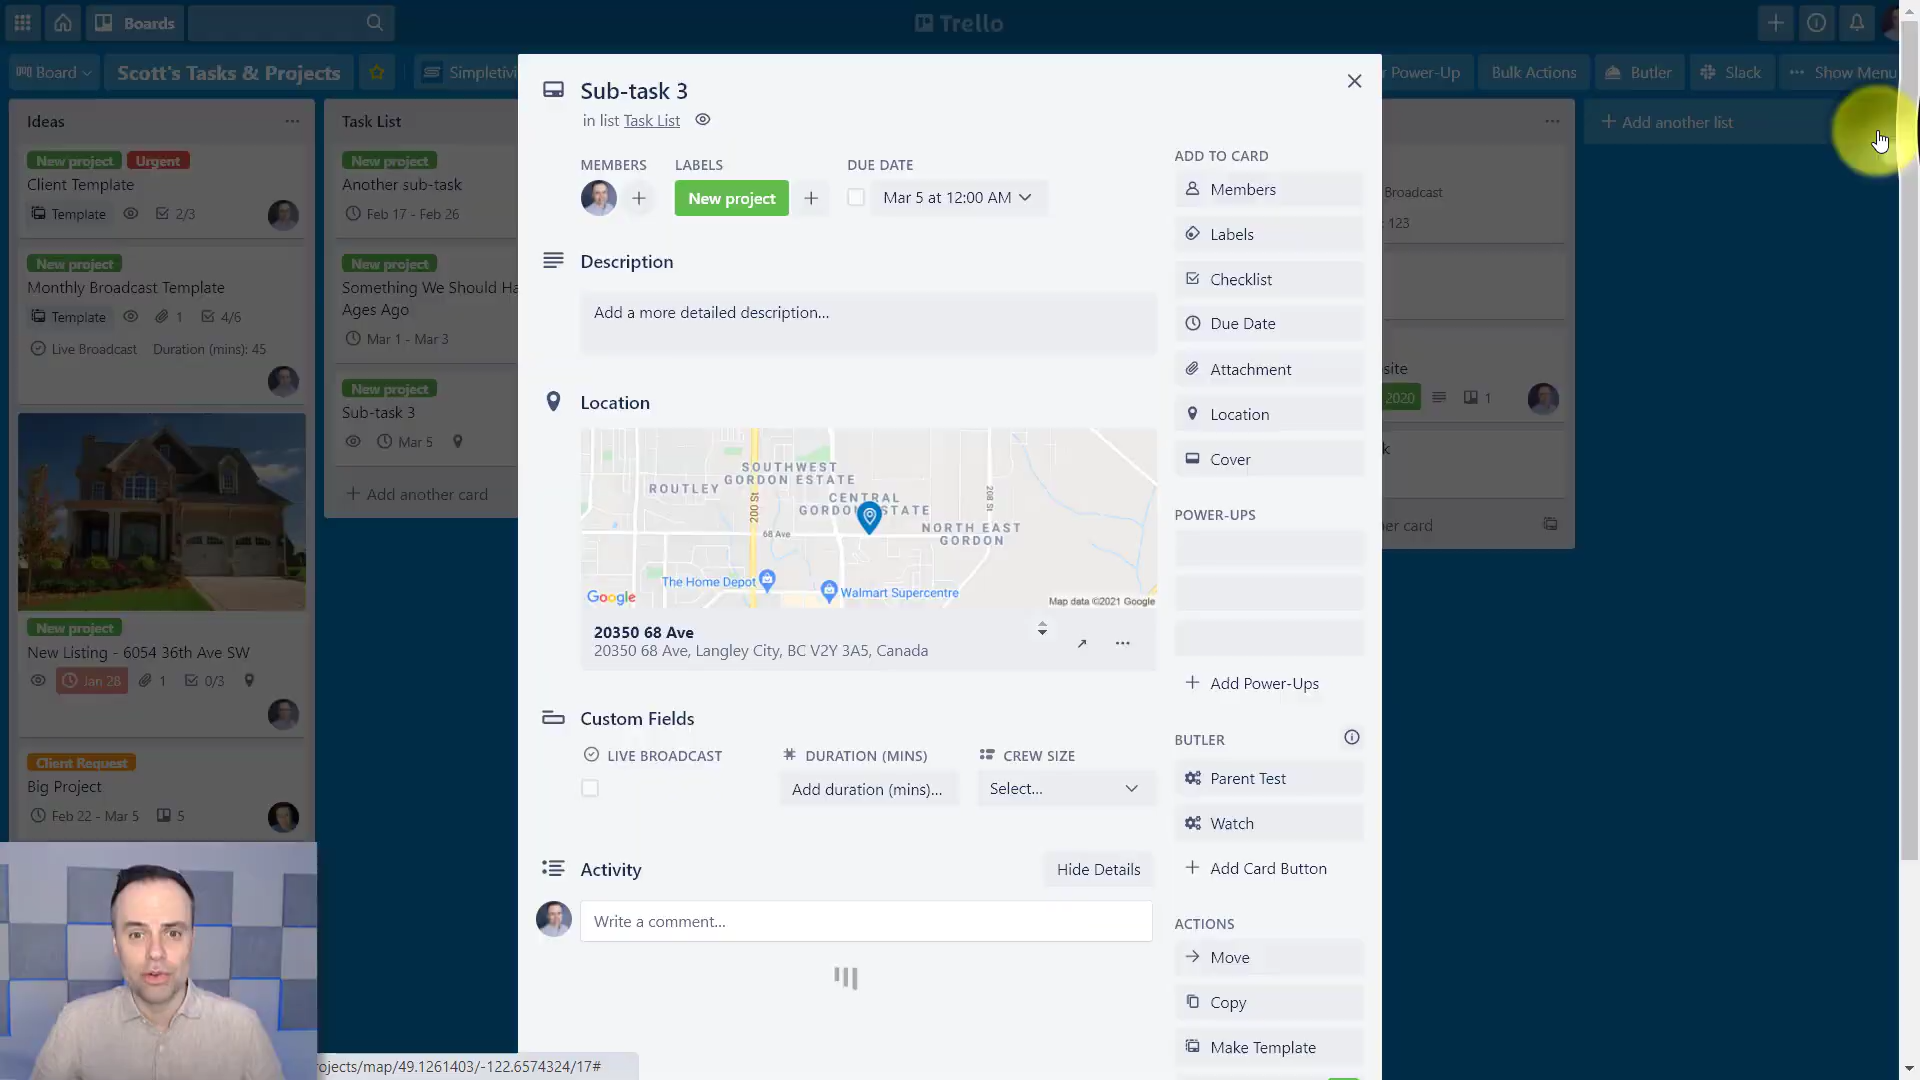 Boards
Trello
Board
Scott's Tasks & Projects
Simpletivi
r Power-Up
Bulk Actions
Butler
Slack
Show Menu
Ideas
New project
Urgent
Client Template
Template
2/3
New project
Monthly Broadcast Template
Template
1
4/6
Live Broadcast
Duration (mins): 45
New project
New Listing - 6054 36th Ave SW
Jan 28
1
0/3
Client Request
Big Project
Feb 22 - Mar 5
5
Task List
New project
Another sub-task
Feb 17 - Feb 26
New project
Something We Should Ha
Ages Ago
Mar 1 - Mar 3
New project
Sub-task 3
Mar 5
Add another card
Sub-task 3
in list Task List
MEMBERS
LABELS
DUE DATE
New project
Mar 5 at 12:00 AM
Description
Add a more detailed description...
Location
SOUTHWEST
GORDON ESTATE
ROUTLEY
CENTRAL
GORDON ESTATE
NORTH EAST
GORDON
200 St
208 St
68 Ave
The Home Depot
Walmart Supercentre
Google
Map data ©2021 Google
20350 68 Ave
20350 68 Ave, Langley City, BC V2Y 3A5, Canada
Custom Fields
LIVE BROADCAST
DURATION (MINS)
CREW SIZE
Add duration (mins)...
Select...
Activity
Hide Details
Write a comment...
ADD TO CARD
Members
Labels
Checklist
Due Date
Attachment
Location
Cover
POWER-UPS
Add Power-Ups
BUTLER
Parent Test
Watch
Add Card Button
ACTIONS
Move
Copy
Make Template
Broadcast
: 123
site
2020
1
k
er card
Add another list
ojects/map/49.1261403/-122.6574324/17#